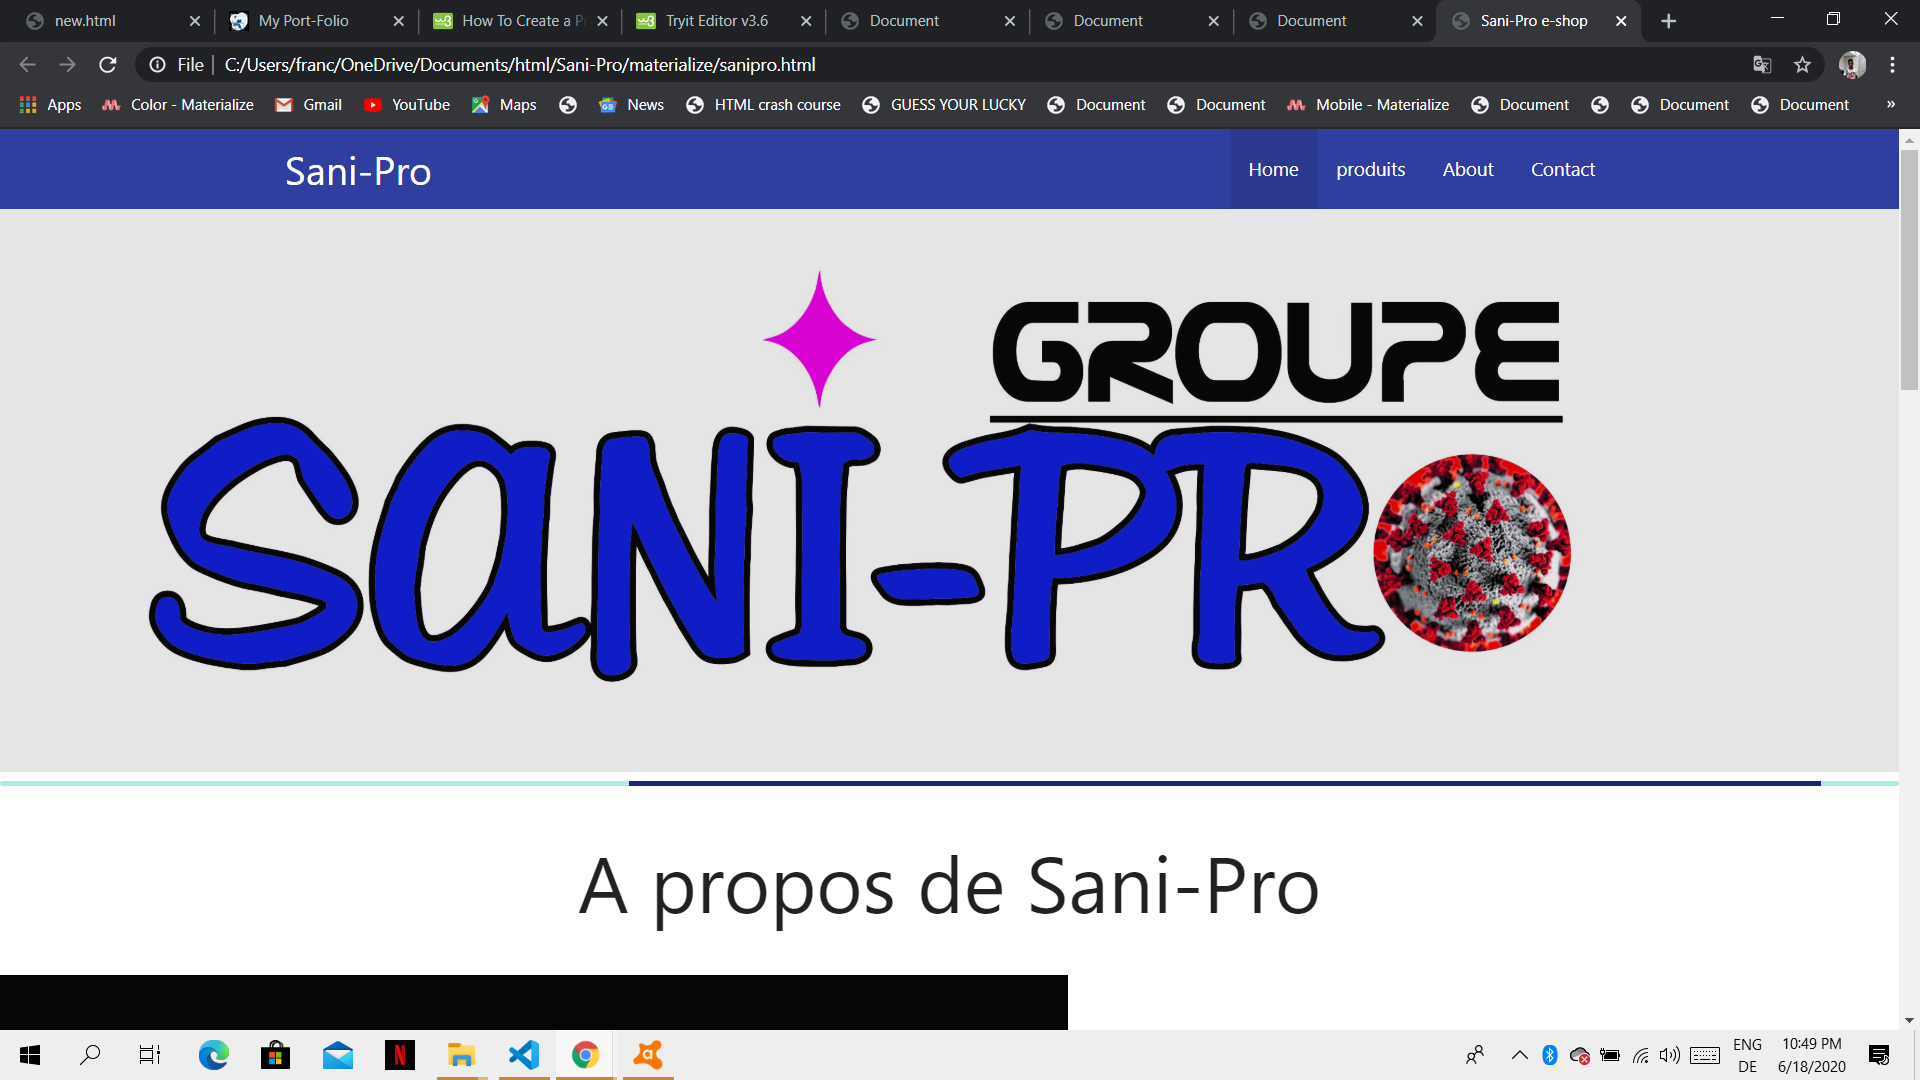 new.html
My Port-Folio
How To Create a P
Tryit Editor v3.6
Document
Document
Document
Sani-Pro e-shop
File
C:/Users/franc/OneDrive/Documents/html/Sani-Pro/materialize/sanipro.html
Apps
Color - Materialize
Gmail
YouTube
Maps
News
HTML crash course
GUESS YOUR LUCKY
Document
Document
Mobile - Materialize
Document
Document
Document
»
Sani-Pro
Home
produits
About
Contact
GROUPE
SANI-PR
A propos de Sani-Pro
ENG
DE
10:49 PM
6/18/2020